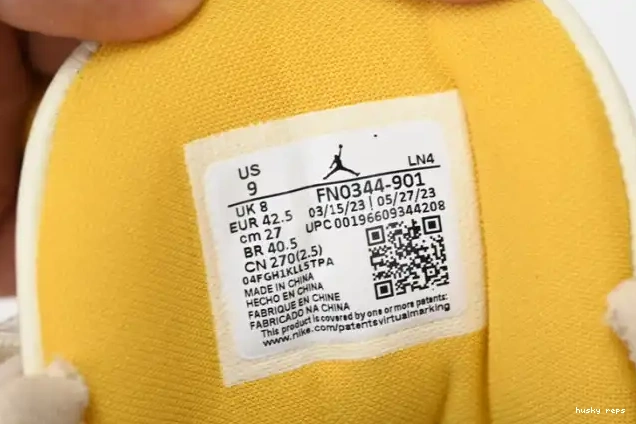 US
9
LN4
UK 8
EUR 42.5
cm 27
BR 40.5
CN 270(2.5)
04FGH1KLL5TPA
FN0344-901
03/15/23 | 05/27/23
UPC 00196609344208
MADE IN CHINA
HECHO EN CHINA
FABRIQUE EN CHINE
FABRICADO NA CHINA
This product is covered by one or more patents:
www.nike.com/patentsvirtualmarking
husky reps